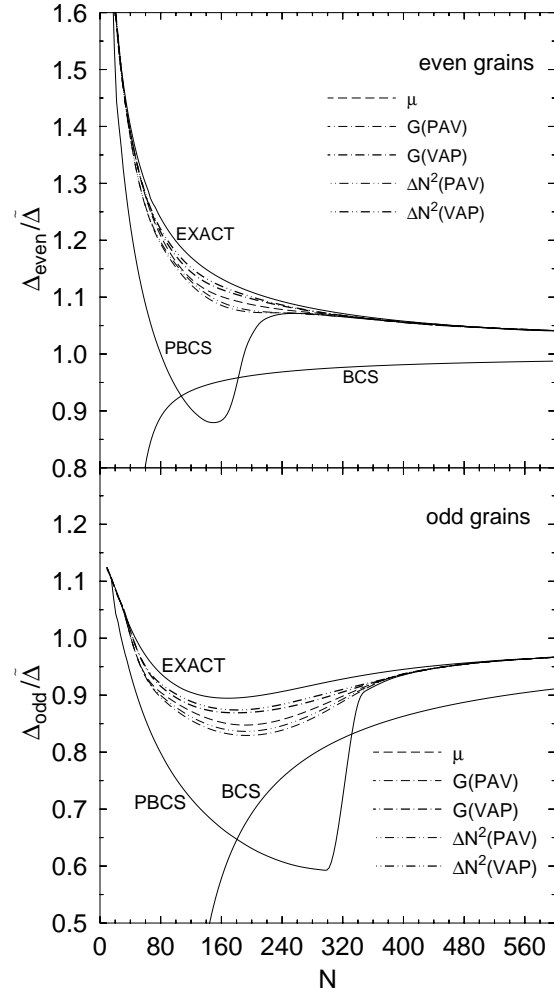 1.6
even grains
1.5
μ
G(PAV)
1.4
G(VAP)
ΔN²(PAV)
1.3
ΔN²(VAP)
Δeven/Δ̃
EXACT
1.2
1.1
PBCS
1.0
BCS
0.9
0.8
1.2
odd grains
1.1
1.0
EXACT
Δodd/Δ̃
0.9
0.8
μ
PBCS
BCS
G(PAV)
0.7
G(VAP)
ΔN²(PAV)
0.6
ΔN²(VAP)
0.5
0 80 160 240 320 400 480 560
N